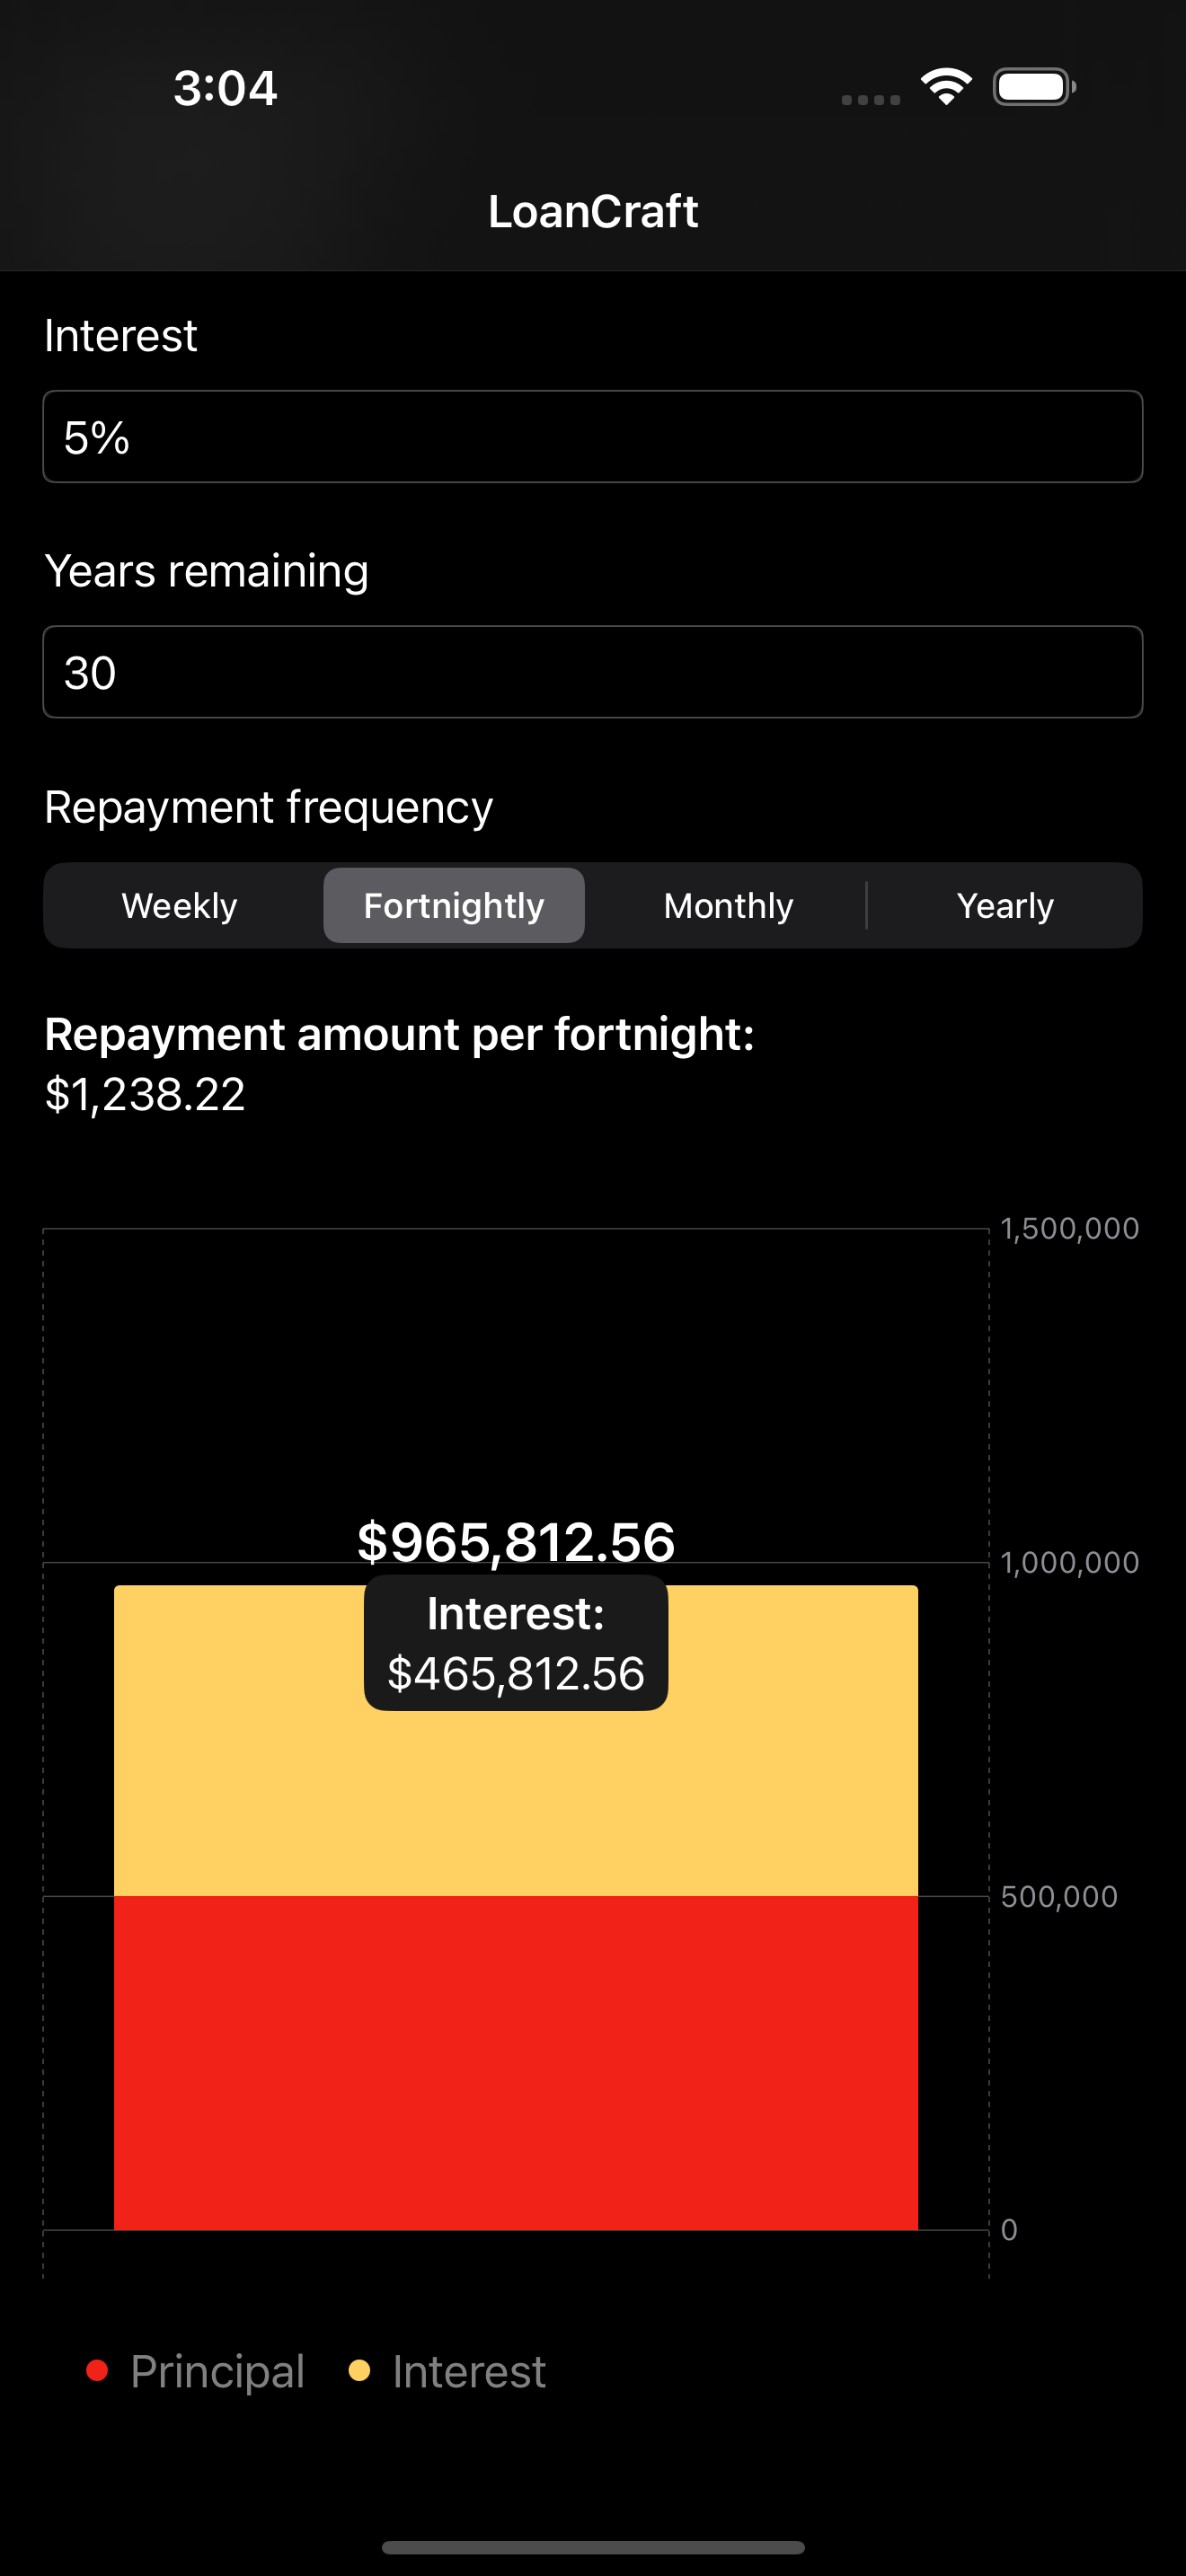 3:04
LoanCraft
Interest
5%
Years remaining
30
Repayment frequency
Weekly Fortnightly Monthly Yearly
Repayment amount per fortnight:
$1,238.22
1,500,000
$965,812.56
1,000,000
Interest:
$465,812.56
500,000
0
Principal Interest